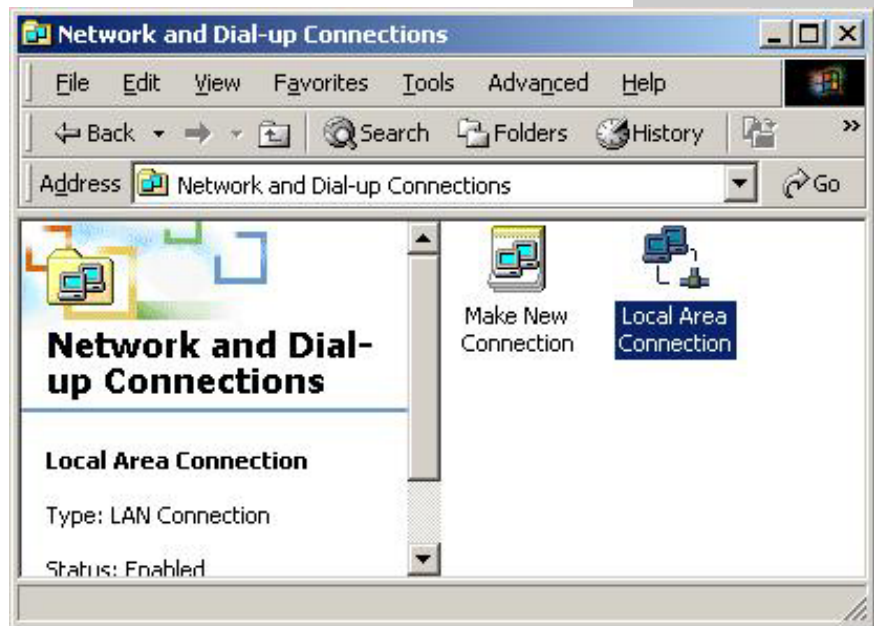 Network and Dial-up Connections
File Edit View Favorites Tools Advanced Help
Back Search Folders History »
Address Network and Dial-up Connections Go
Network and Dial-
up Connections
Local Area Connection
Type: LAN Connection
Status: Enabled
Make New
Connection
Local Area
Connection